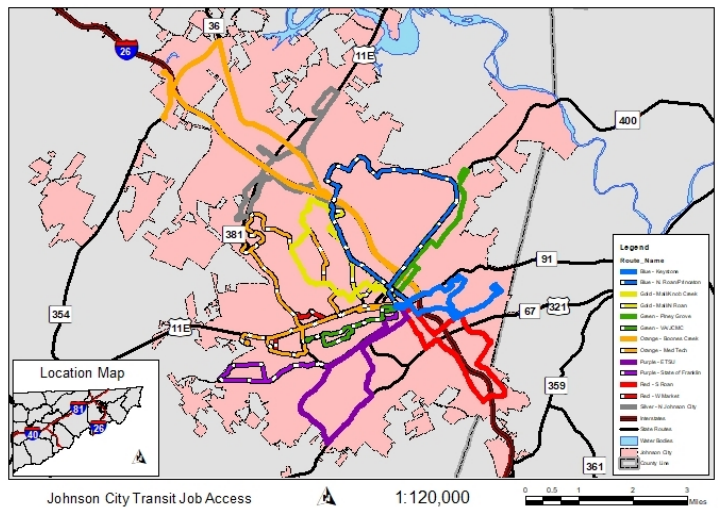 36
26
11E
400
381
91
67
321
354
11E
359
361
Legend
Route_Name
Blue - Keystone
Blue - N. Roan/Princeton
Gold - Mall/Knob Creek
Gold - Mall/N Roan
Green - Piney Grove
Green - VA/JCMC
Orange - Boones Creek
Orange - Med Tech
Purple - ETSU
Purple - State of Franklin
Red - S Roan
Red - W Market
Silver - N Johnson City
Interstates
State Routes
Water Bodies
Johnson City
County Line
Location Map
81
40
26
Johnson City Transit Job Access
1:120,000
0 0.5 1 2 3
Miles